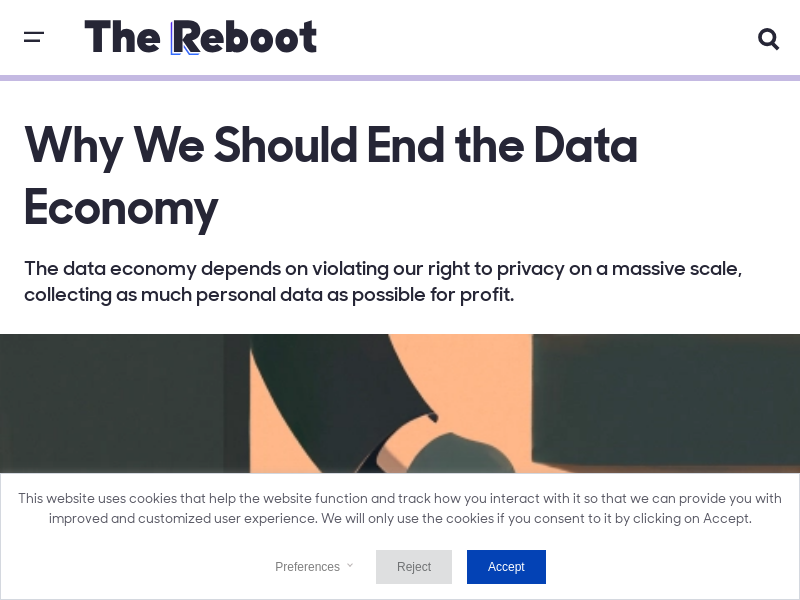 The Reboot
Why We Should End the Data
Economy
The data economy depends on violating our right to privacy on a massive scale,
collecting as much personal data as possible for profit.
This website uses cookies that help the website function and track how you interact with it so that we can provide you with
improved and customized user experience. We will only use the cookies if you consent to it by clicking on Accept.
Preferences
Reject
Accept